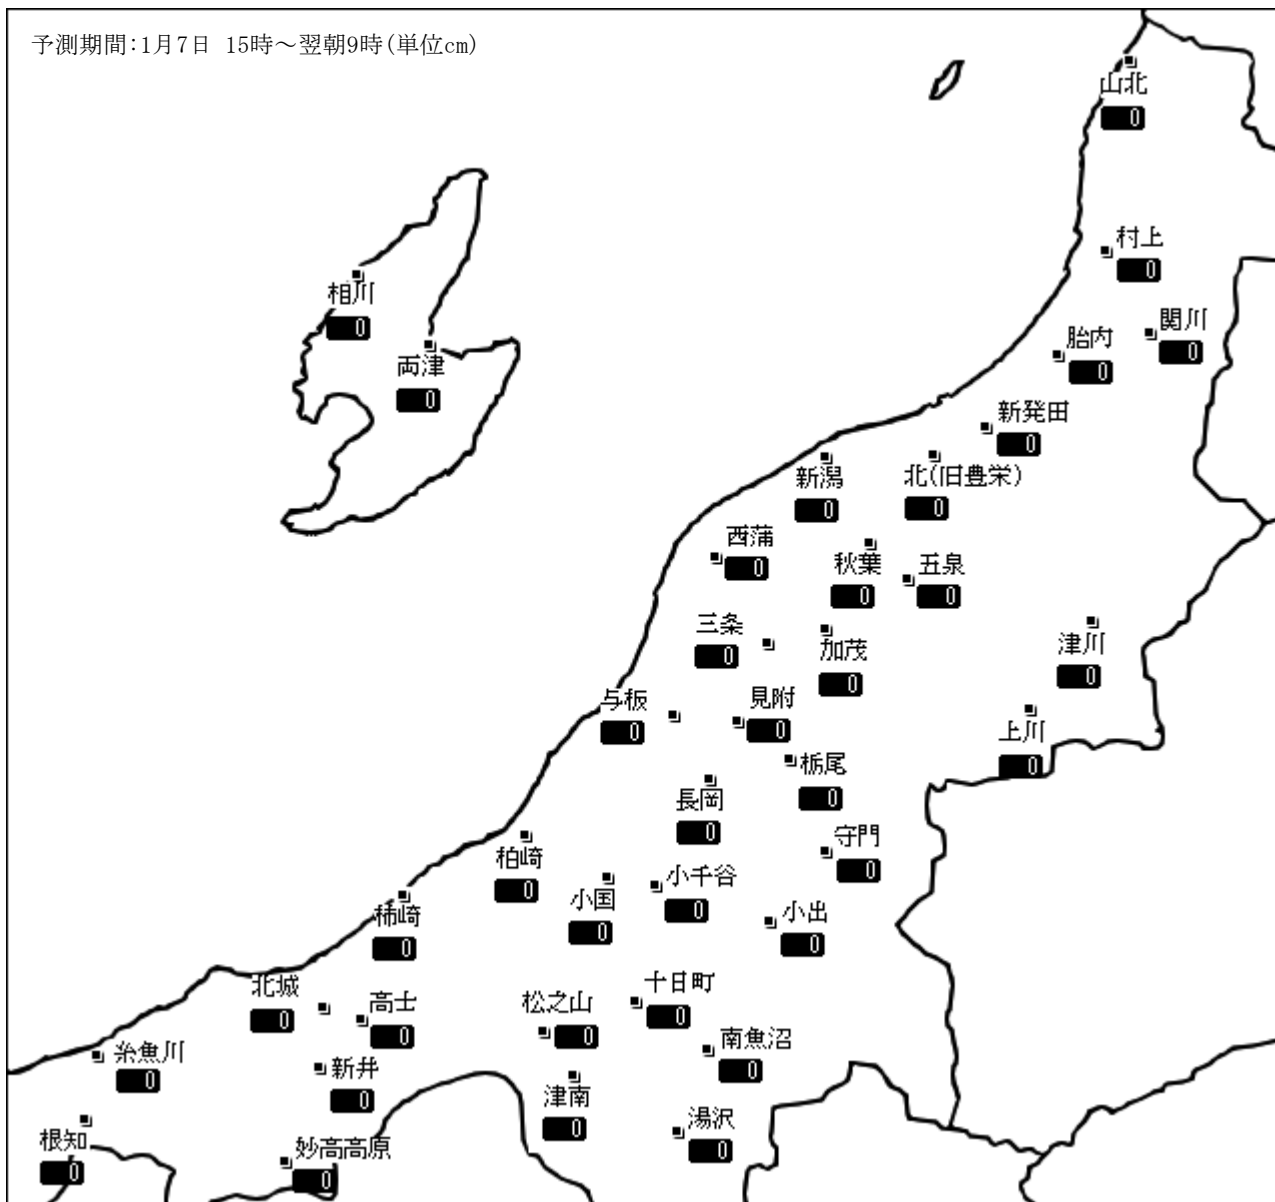 予測期間:1月7日 15時～翌朝9時(単位cm)
山北
0
村上
0
相川
0
関川
0
胎内
0
両津
0
新発田
0
新潟
0
北(旧豊栄)
0
西蒲
0
秋葉
0
五泉
0
三条
0
加茂
0
津川
0
与板
0
見附
0
上川
0
栃尾
0
長岡
0
守門
0
柏崎
0
小千谷
0
小国
0
小出
0
柿崎
0
北城
0
高士
0
松之山
0
十日町
0
南魚沼
0
糸魚川
0
新井
0
津南
0
湯沢
0
根知
0
妙高高原
0